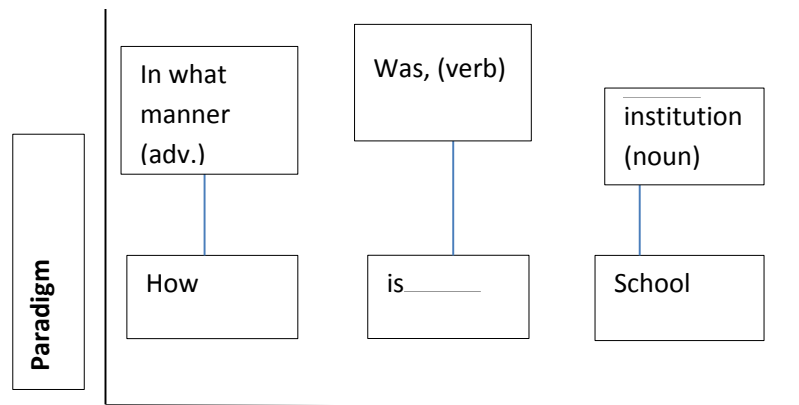 In what
manner
(adv.)
Was, (verb)
institution
(noun)
Paradigm
How
is
School